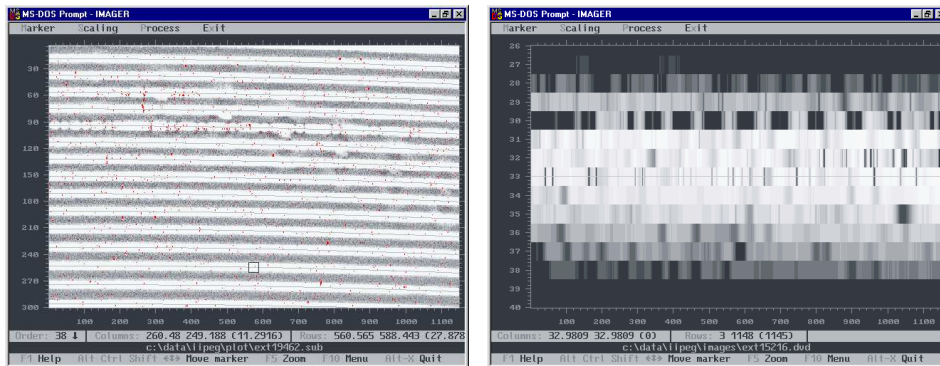 MS-DOS Prompt - IMAGER
Marker Scaling Process Exit
30
60
90
120
150
180
210
240
270
300
100 200 300 400 500 600 700 800 900 1000 1100
Order: 38 ↓ Columns: 260.48 249.188 (11.2916) Rows: 560.565 588.443 (27.878
c:\data\iipeg\plot\ext19462.sub
F1 Help Alt Ctrl Shift Move marker F5 Zoom F10 Menu Alt-X Quit
MS-DOS Prompt - IMAGER
Marker Scaling Process Exit
26
27
28
29
30
31
32
33
34
35
36
37
38
39
40
100 200 300 400 500 600 700 800 900 1000 1100
Columns: 32.9809 32.9809 (0) Rows: 3 1148 (1145)
c:\data\iipeg\images\ext15216.dvd
F1 Help Alt Ctrl Shift Move marker F5 Zoom F10 Menu Alt-X Quit